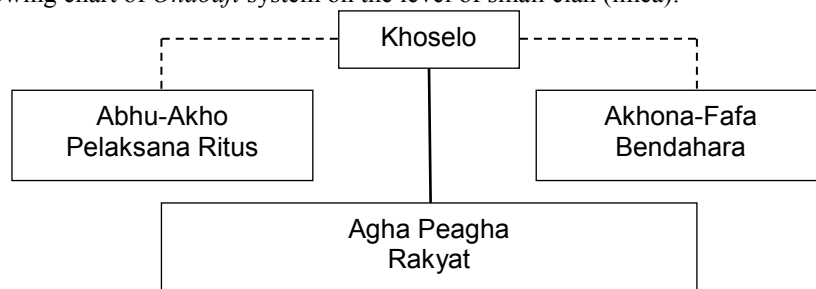 Khoselo
Abhu-Akho
Pelaksana Ritus
Akhona-Fafa
Bendahara
Agha Peagha
Rakyat